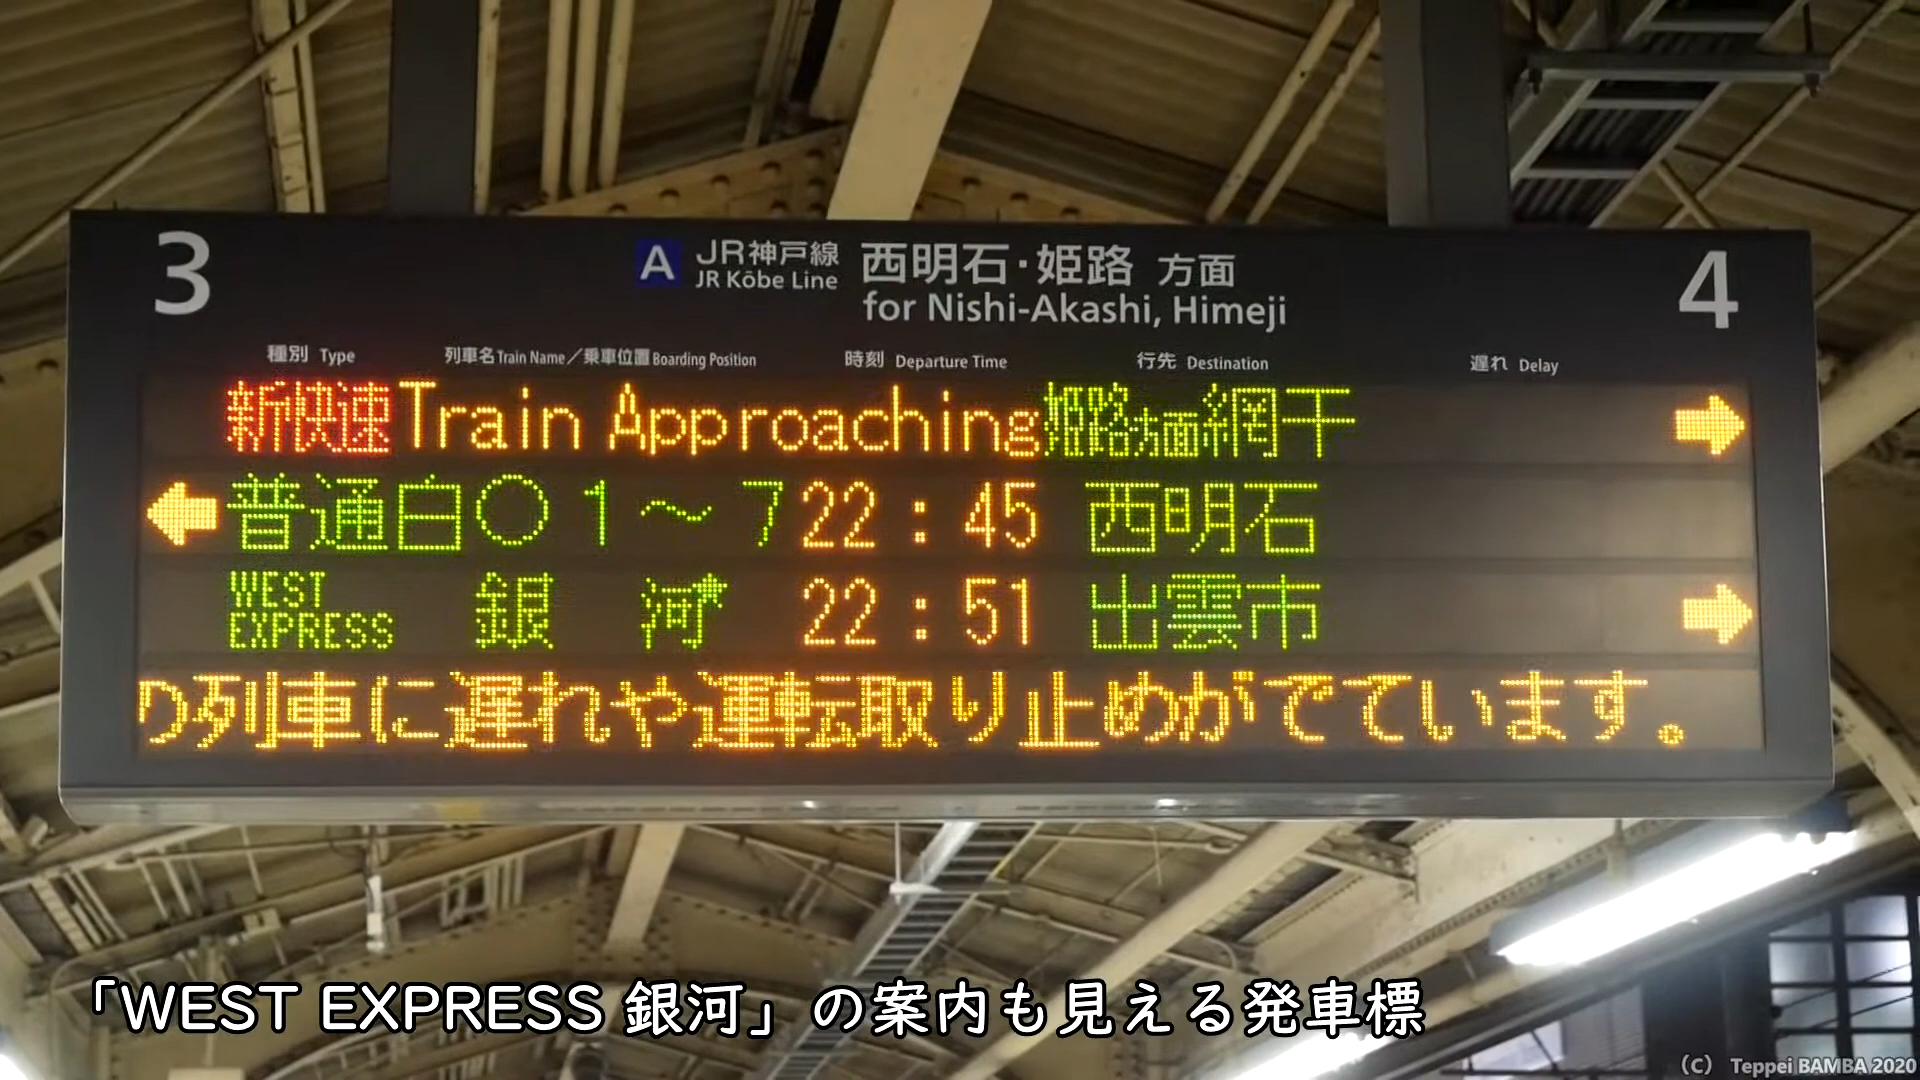 3 A JR神戸線 西明石・姫路 方面 4
JR Kōbe Line for Nishi-Akashi, Himeji
種別 Type 列車名 Train Name／乗車位置 Boarding Position 時刻 Departure Time 行先 Destination 遅れ Delay
新快速 Train Approaching 姫路方面網干 →
← 普通 白〇 1～7 22:45 西明石
WEST EXPRESS 銀河 22:51 出雲市 →
り列車に遅れや運転取り止めがでています。
「WEST EXPRESS 銀河」の案内も見える発車標
（C） Teppei BAMBA 2020